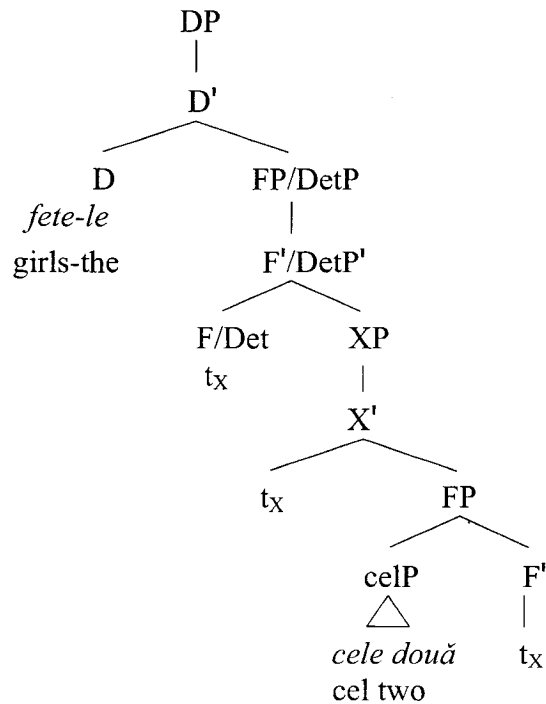 DP
D'
D FP/DetP
fete-le
girls-the F'/DetP'
F/Det XP
tX
X'
tX FP
celP F'
cele două tX
cel two